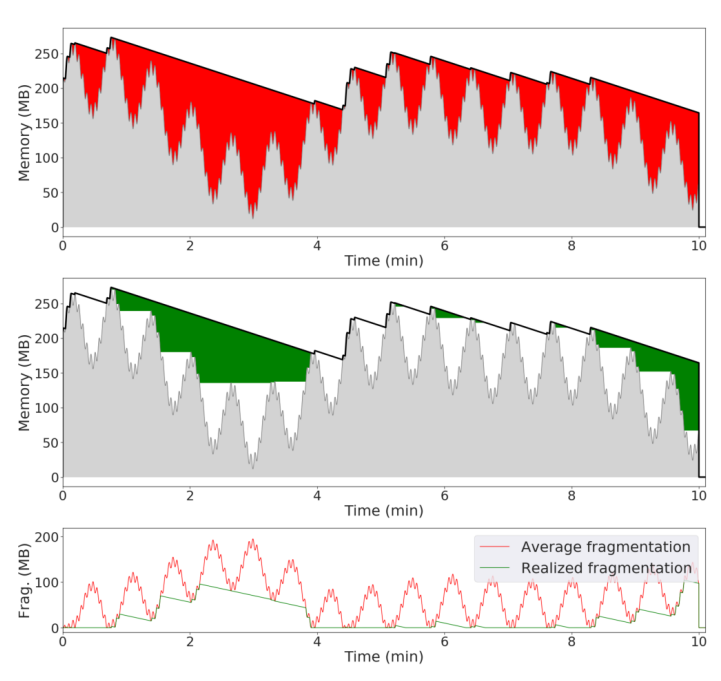 250
200
150
100
50
0
Memory (MB)
0 2 4 6 8 10
Time (min)
250
200
150
100
50
0
Memory (MB)
0 2 4 6 8 10
Time (min)
200
100
0
Frag. (MB)
Average fragmentation
Realized fragmentation
0 2 4 6 8 10
Time (min)